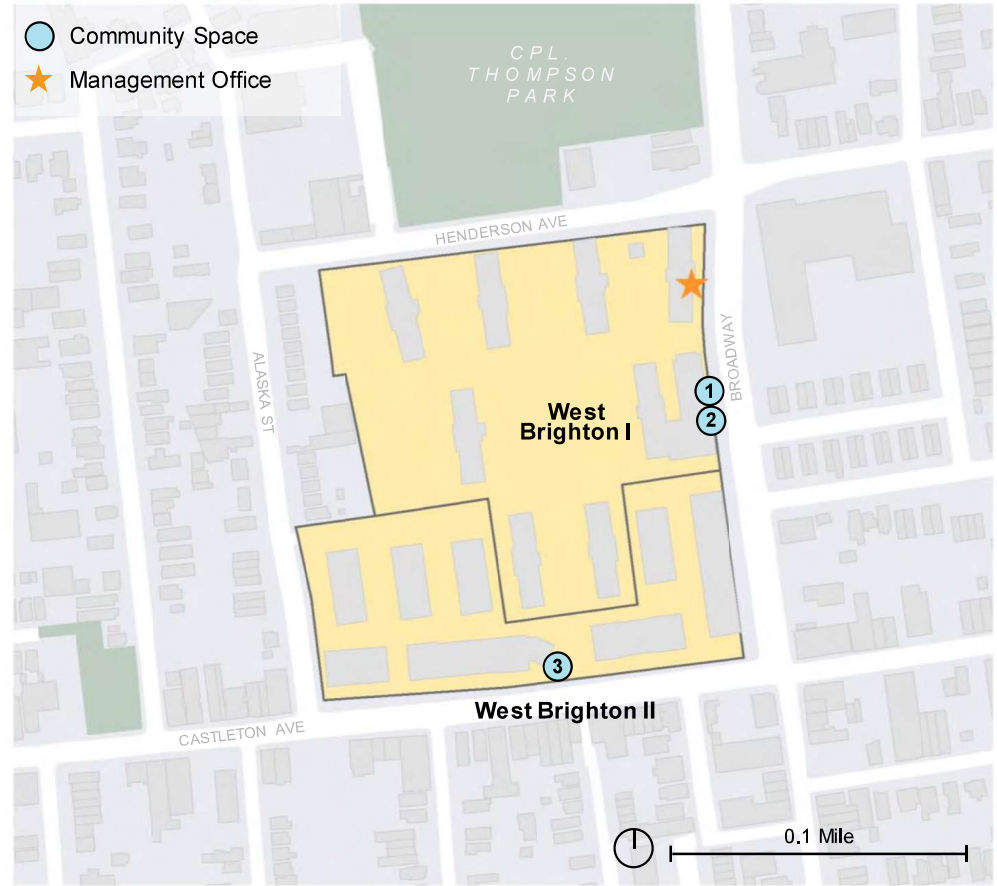 Community Space
Management Office
CPL.
THOMPSON
PARK
HENDERSON AVE
ALASKA ST
BROADWAY
1
2
West
Brighton I
3
West Brighton II
CASTLETON AVE
0.1 Mile